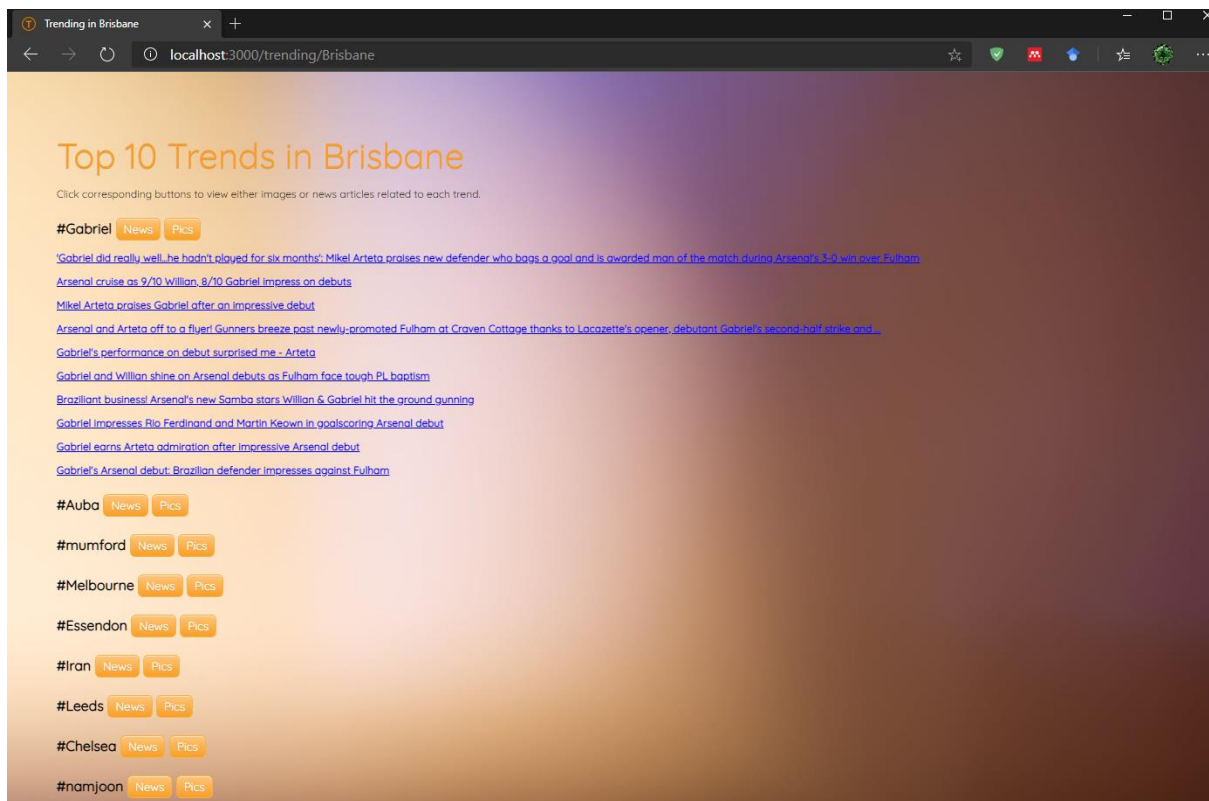 Trending in Brisbane
localhost:3000/trending/Brisbane
Top 10 Trends in Brisbane
Click corresponding buttons to view either images or news articles related to each trend.
#Gabriel News Pics
'Gabriel did really well...he hadn't played for six months': Mikel Arteta praises new defender who bags a goal and is awarded man of the match during Arsenal's 3-0 win over Fulham
Arsenal cruise as 9/10 Willian, 8/10 Gabriel impress on debuts
Mikel Arteta praises Gabriel after an impressive debut
Arsenal and Arteta off to a flyer! Gunners breeze past newly-promoted Fulham at Craven Cottage thanks to Lacazette's opener, debutant Gabriel's second-half strike and ...
Gabriel's performance on debut surprised me - Arteta
Gabriel and Willian shine on Arsenal debuts as Fulham face tough PL baptism
Braziliant business! Arsenal's new Samba stars Willian & Gabriel hit the ground gunning
Gabriel impresses Rio Ferdinand and Martin Keown in goalscoring Arsenal debut
Gabriel earns Arteta admiration after impressive Arsenal debut
Gabriel's Arsenal debut: Brazilian defender impresses against Fulham
#Auba News Pics
#mumford News Pics
#Melbourne News Pics
#Essendon News Pics
#Iran News Pics
#Leeds News Pics
#Chelsea News Pics
#namjoon News Pics